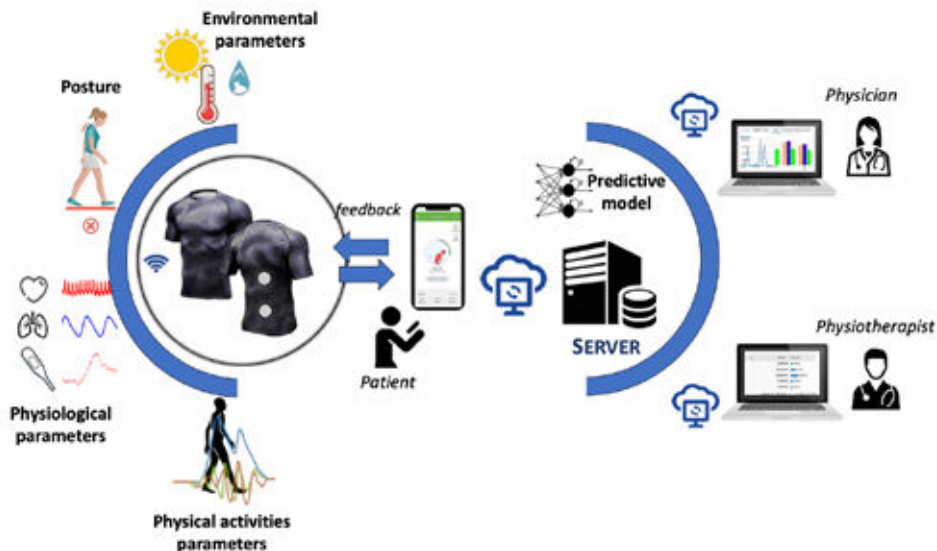 Environmental
parameters
Posture
feedback
Patient
Physiological
parameters
Physical activities
parameters
Predictive
model
SERVER
Physician
Physiotherapist